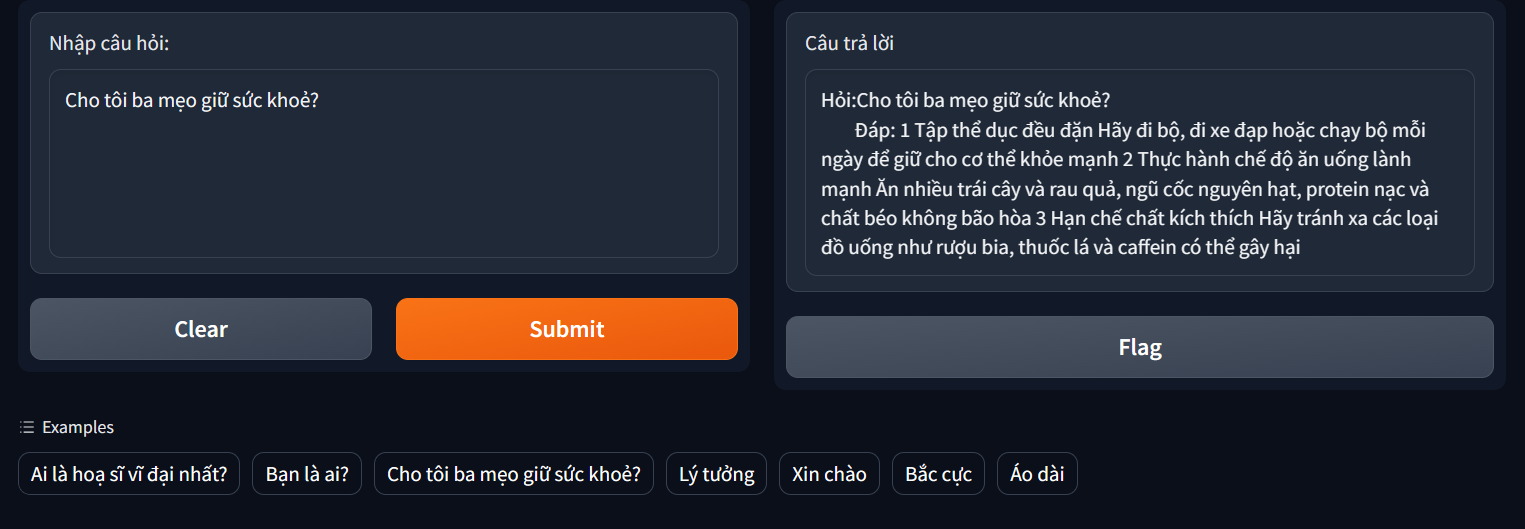 Nhập câu hỏi:
Cho tôi ba mẹo giữ sức khoẻ?
Clear
Submit
Câu trả lời
Hỏi:Cho tôi ba mẹo giữ sức khoẻ?
Đáp: 1 Tập thể dục đều đặn Hãy đi bộ, đi xe đạp hoặc chạy bộ mỗi
ngày để giữ cho cơ thể khỏe mạnh 2 Thực hành chế độ ăn uống lành
mạnh Ăn nhiều trái cây và rau quả, ngũ cốc nguyên hạt, protein nạc và
chất béo không bão hòa 3 Hạn chế chất kích thích Hãy tránh xa các loại
đồ uống như rượu bia, thuốc lá và caffein có thể gây hại
Flag
Examples
Ai là hoạ sĩ vĩ đại nhất?
Bạn là ai?
Cho tôi ba mẹo giữ sức khoẻ?
Lý tưởng
Xin chào
Bắc cực
Áo dài